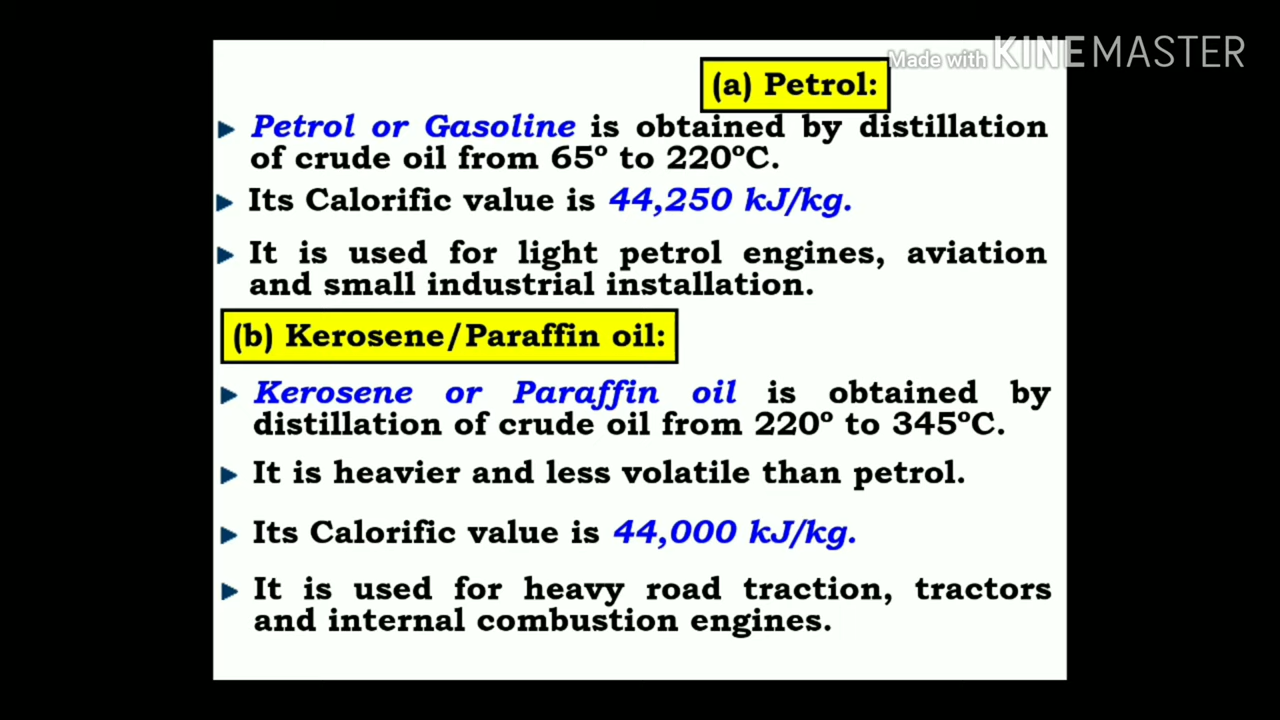 Made with KINEMASTER
(a) Petrol:
Petrol or Gasoline is obtained by distillation
of crude oil from 65º to 220ºC.
Its Calorific value is 44,250 kJ/kg.
It is used for light petrol engines, aviation
and small industrial installation.
(b) Kerosene/Paraffin oil:
Kerosene or Paraffin oil is obtained by
distillation of crude oil from 220º to 345ºC.
It is heavier and less volatile than petrol.
Its Calorific value is 44,000 kJ/kg.
It is used for heavy road traction, tractors
and internal combustion engines.